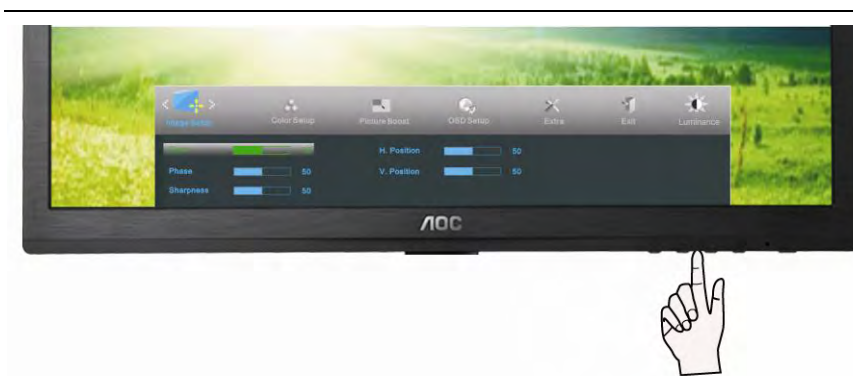 < >
Image Setup Color Setup Picture Boost OSD Setup Extra Exit Luminance
H. Position 50
Phase 50 V. Position 50
Sharpness 50
AOC